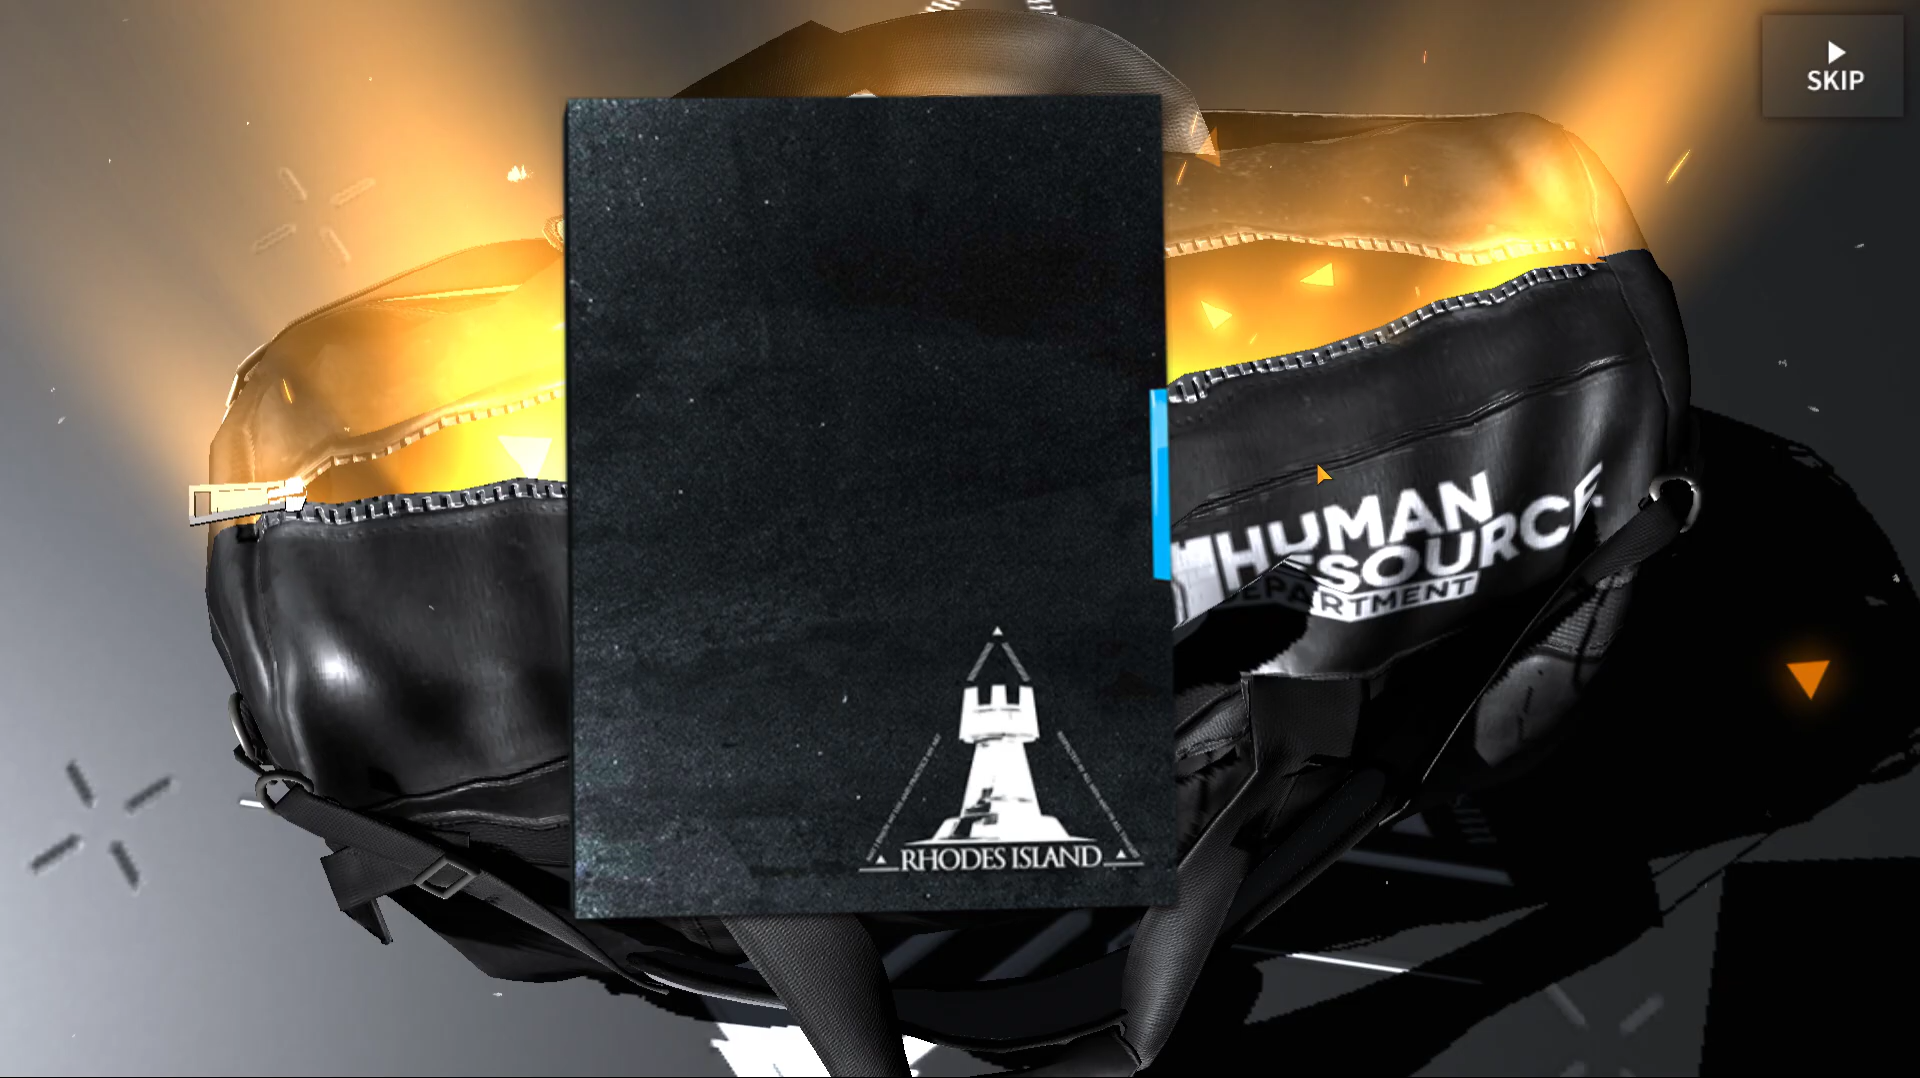 SKIP
HUMAN
RESOURCE
DEPARTMENT
RHODES ISLAND